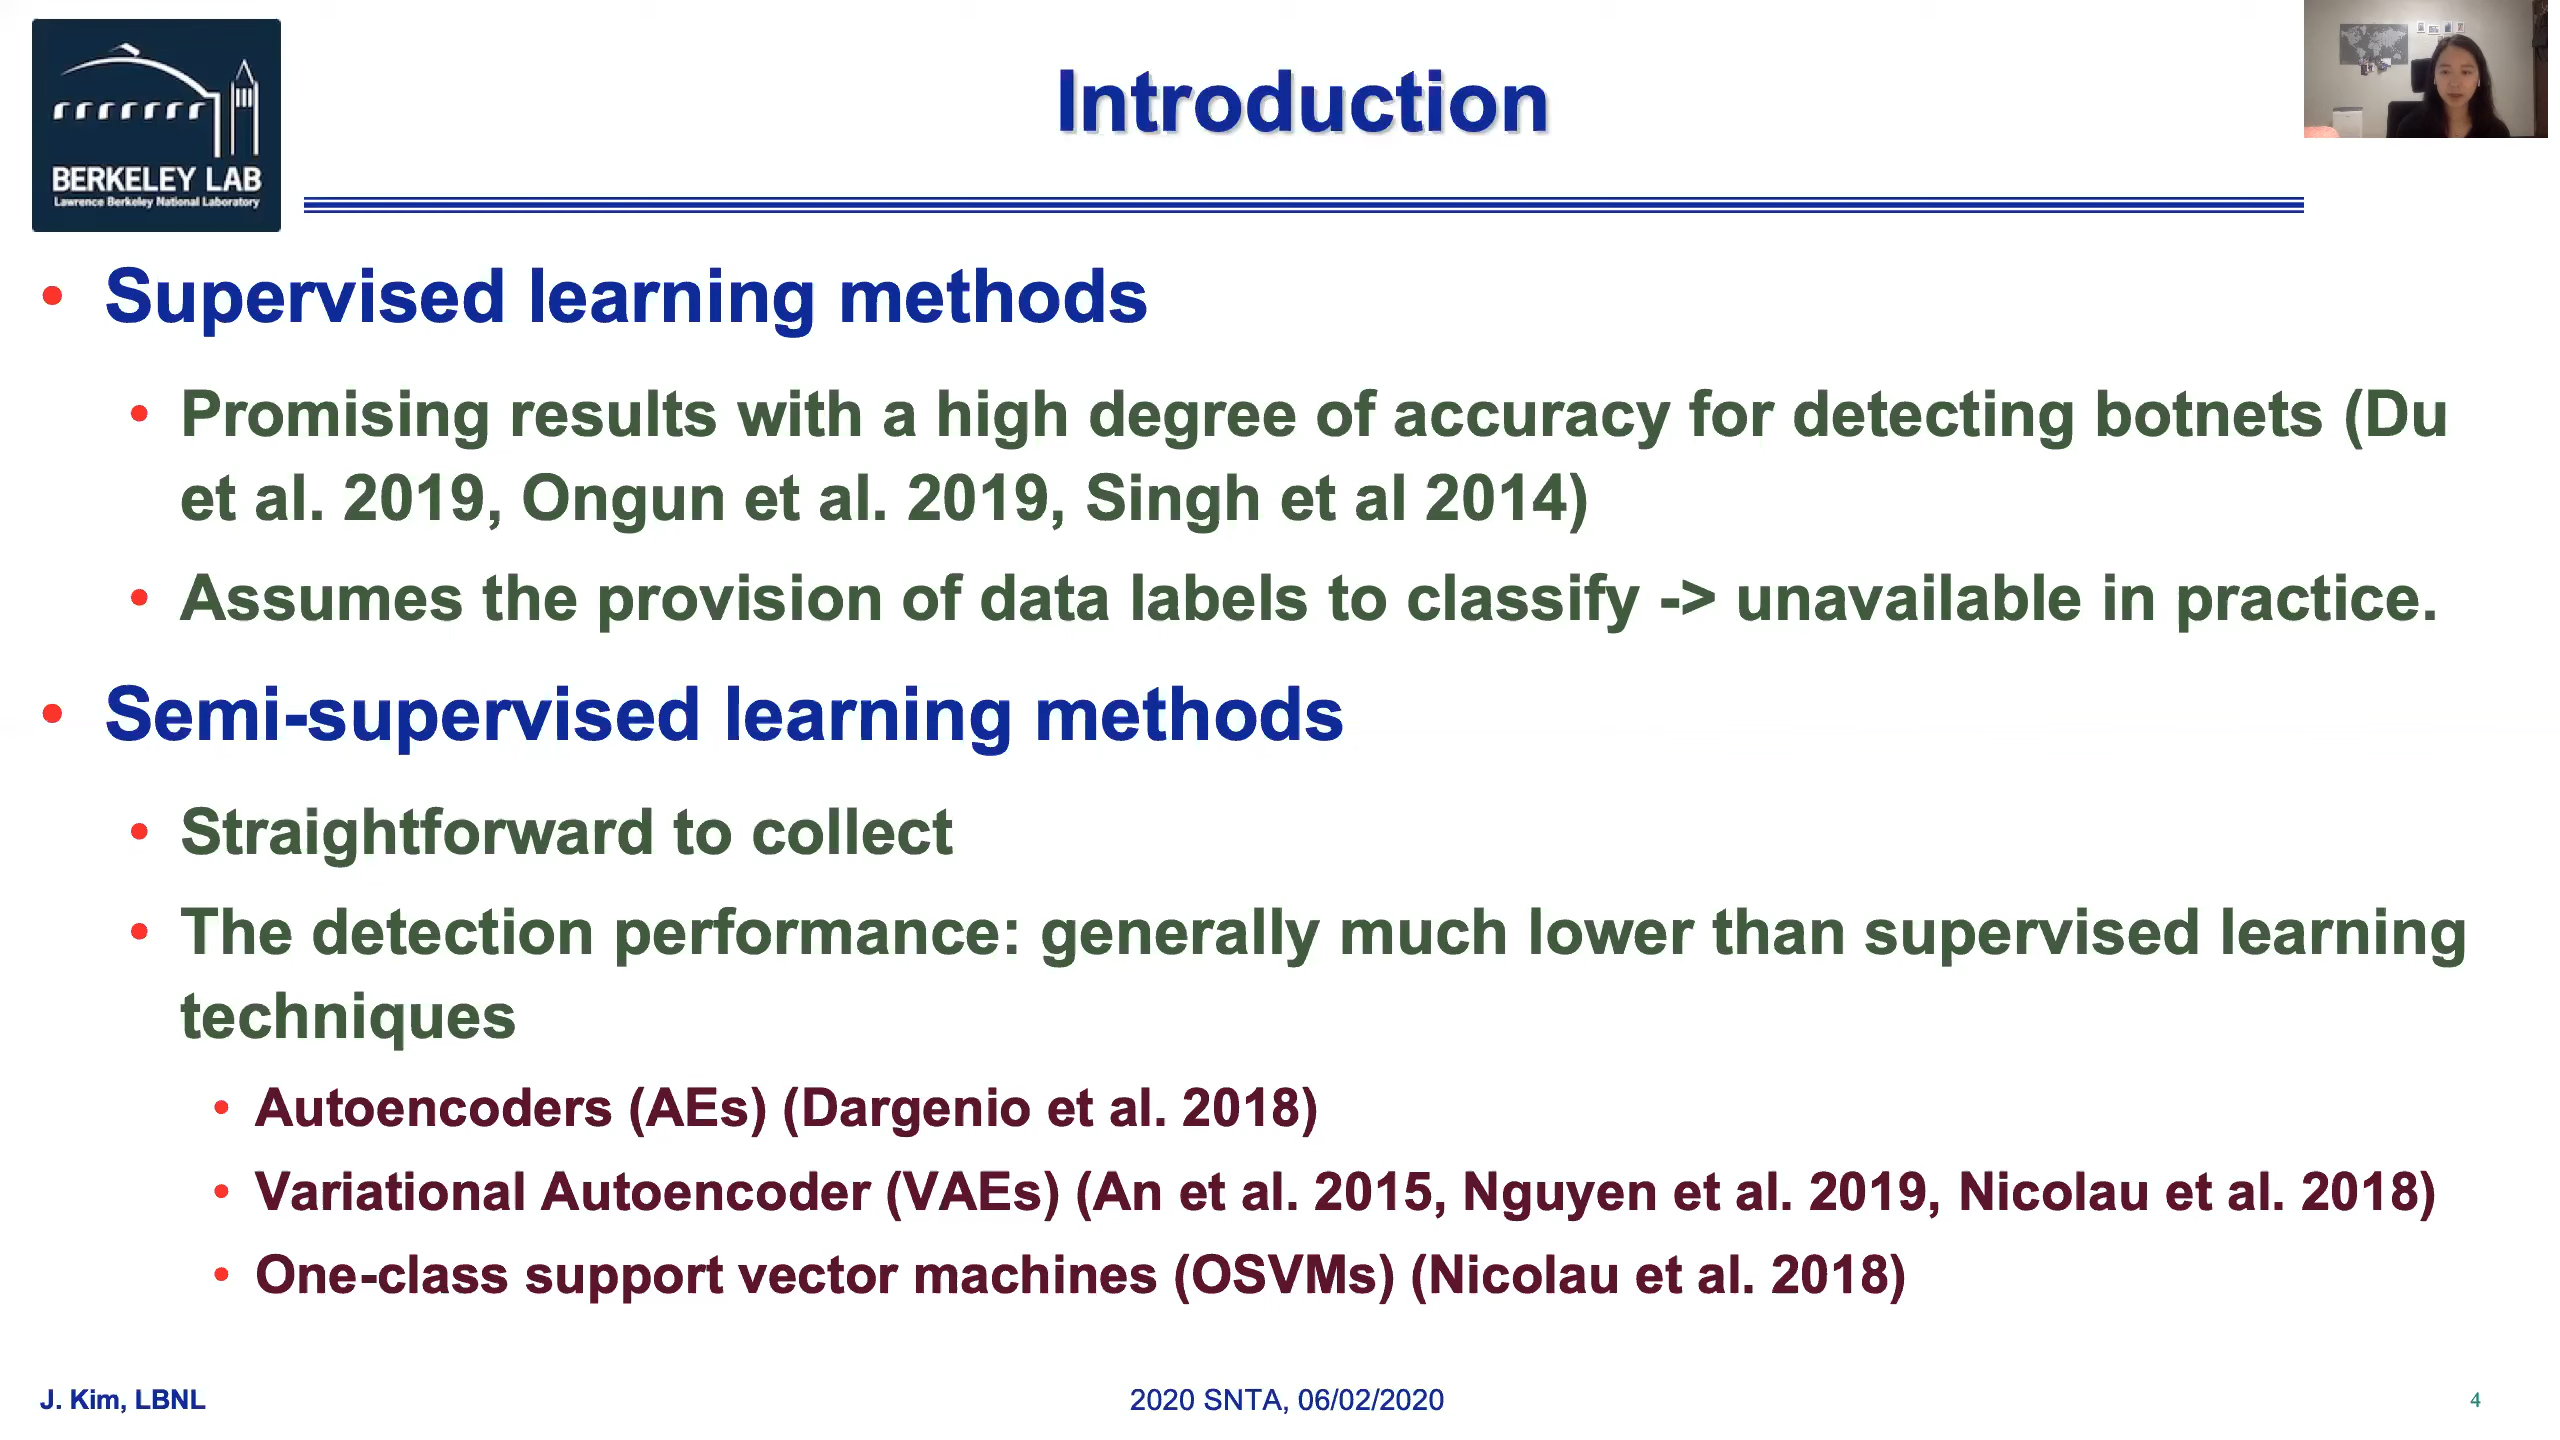 BERKELEY LAB
Lawrence Berkeley National Laboratory
Introduction
• Supervised learning methods
• Promising results with a high degree of accuracy for detecting botnets (Du
et al. 2019, Ongun et al. 2019, Singh et al 2014)
• Assumes the provision of data labels to classify -> unavailable in practice.
• Semi-supervised learning methods
• Straightforward to collect
• The detection performance: generally much lower than supervised learning
techniques
• Autoencoders (AEs) (Dargenio et al. 2018)
• Variational Autoencoder (VAEs) (An et al. 2015, Nguyen et al. 2019, Nicolau et al. 2018)
• One-class support vector machines (OSVMs) (Nicolau et al. 2018)
J. Kim, LBNL
2020 SNTA, 06/02/2020
4